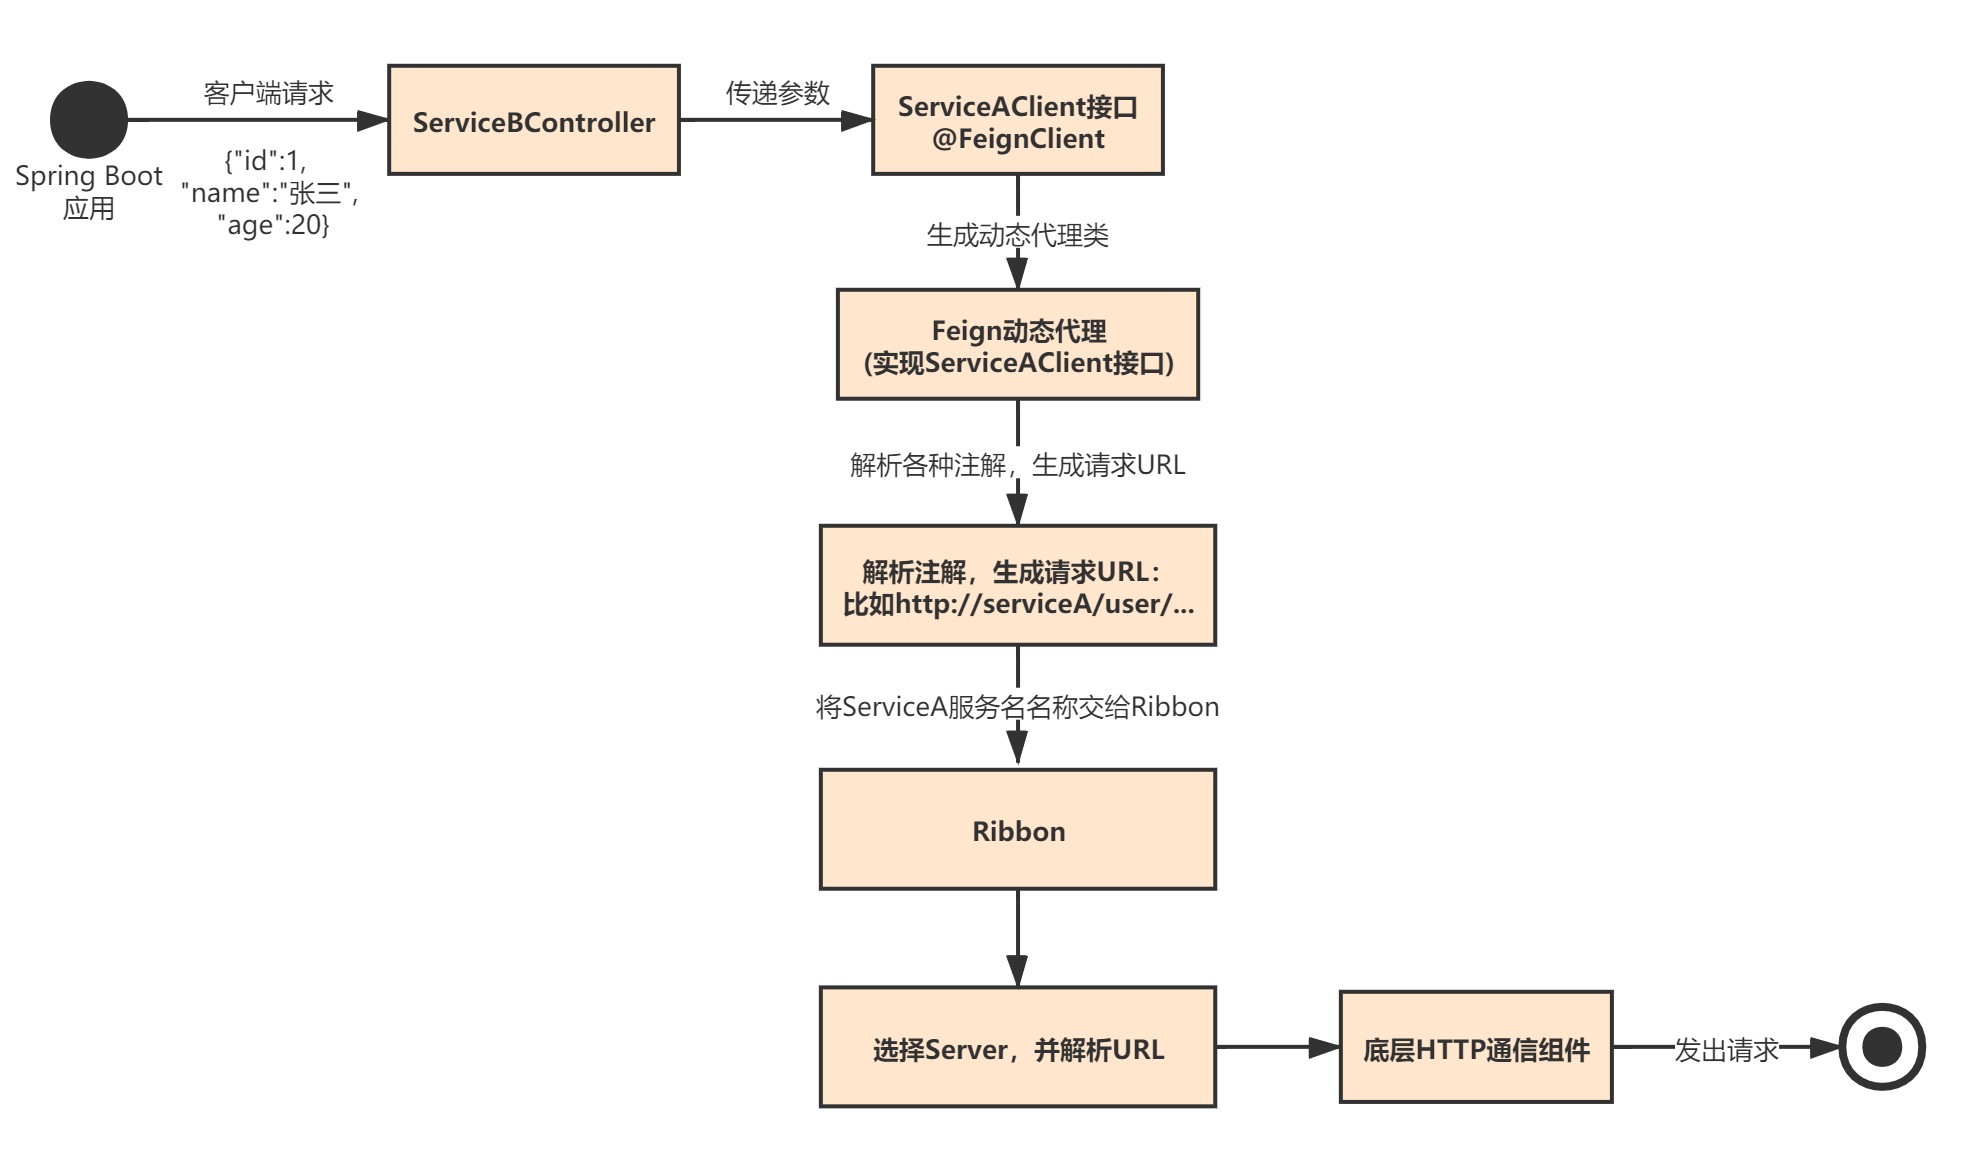 客户端请求
{"id":1,
"name":"张三",
"age":20}
Spring Boot
应用
ServiceBController
传递参数
ServiceAClient接口
@FeignClient
生成动态代理类
Feign动态代理
(实现ServiceAClient接口)
解析各种注解，生成请求URL
解析注解，生成请求URL：
比如http://serviceA/user/...
将ServiceA服务名名称交给Ribbon
Ribbon
选择Server，并解析URL
底层HTTP通信组件
发出请求